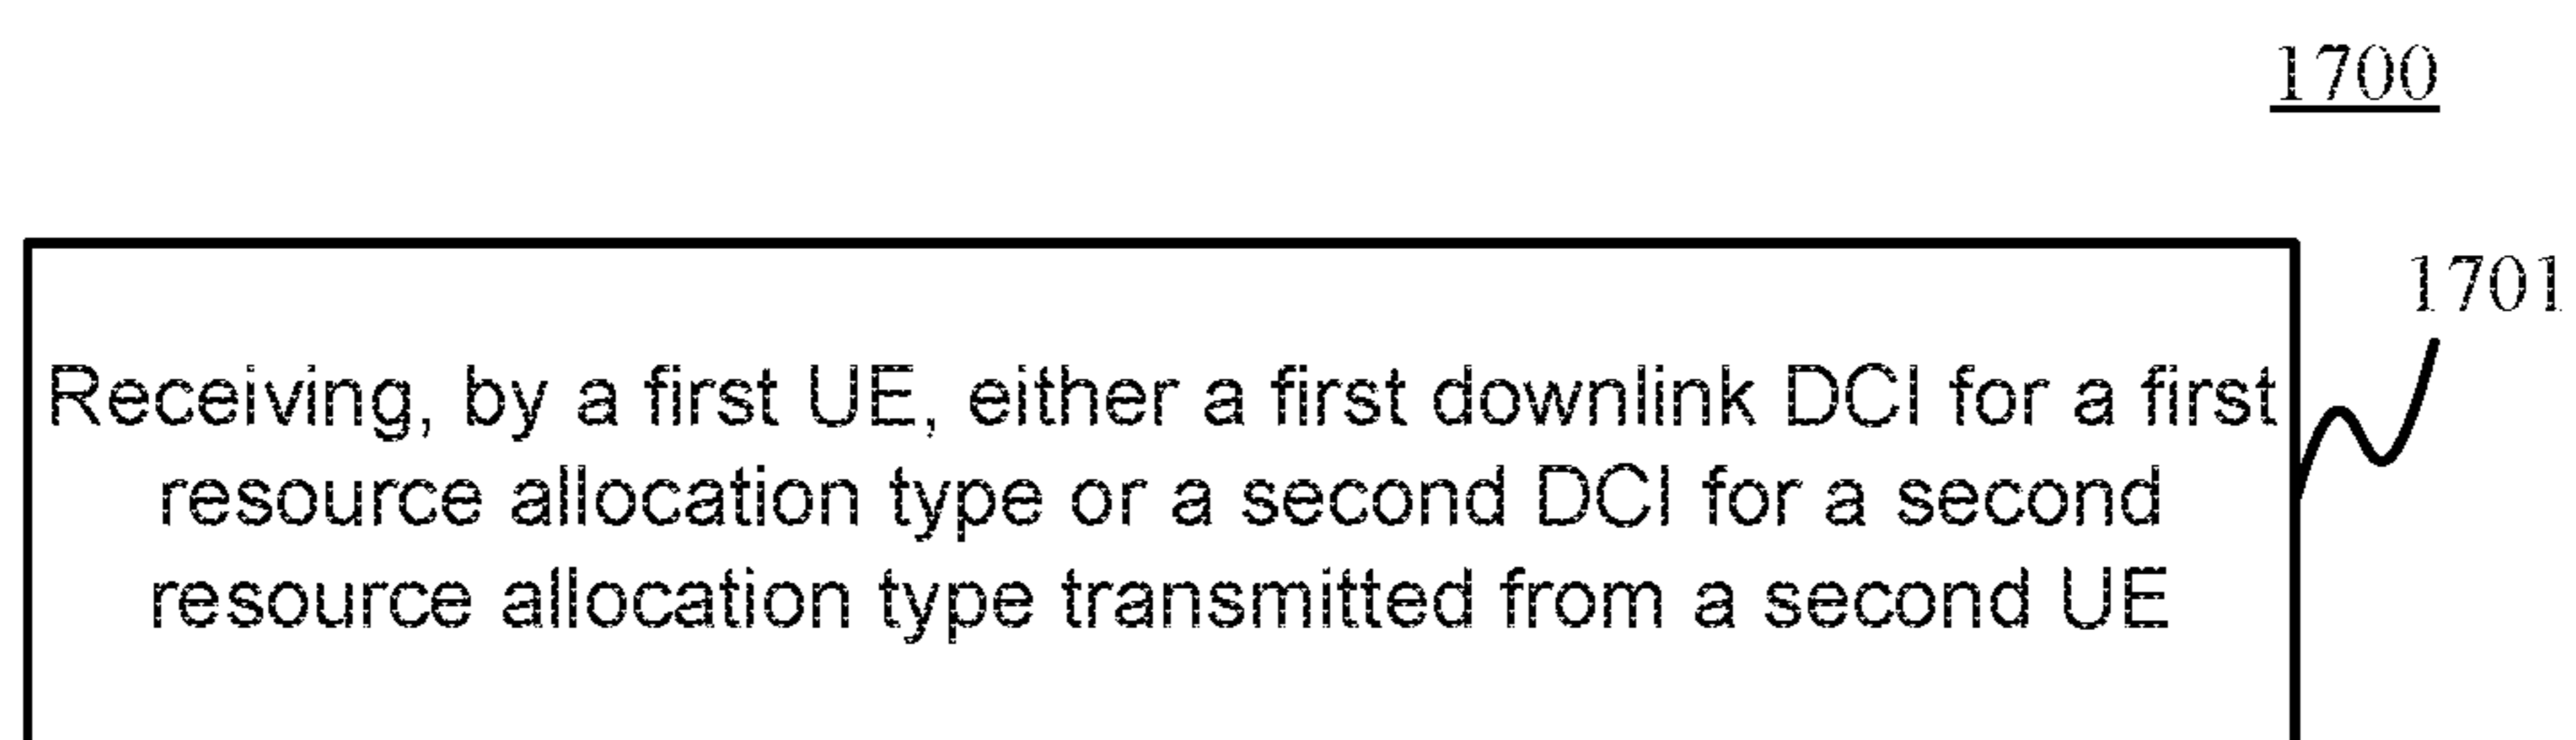 1700
1701
Receiving, by a first UE, either a first downlink DCI for a first
resource allocation type or a second DCI for a second
resource allocation type transmitted from a second UE